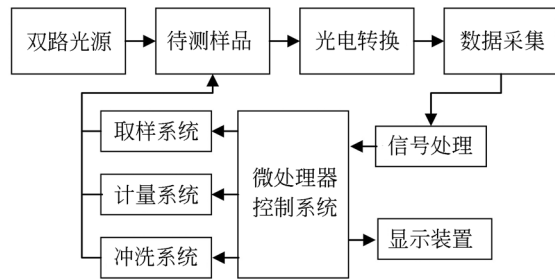 双路光源
待测样品
光电转换
数据采集
取样系统
信号处理
微处理器
控制系统
计量系统
显示装置
冲洗系统